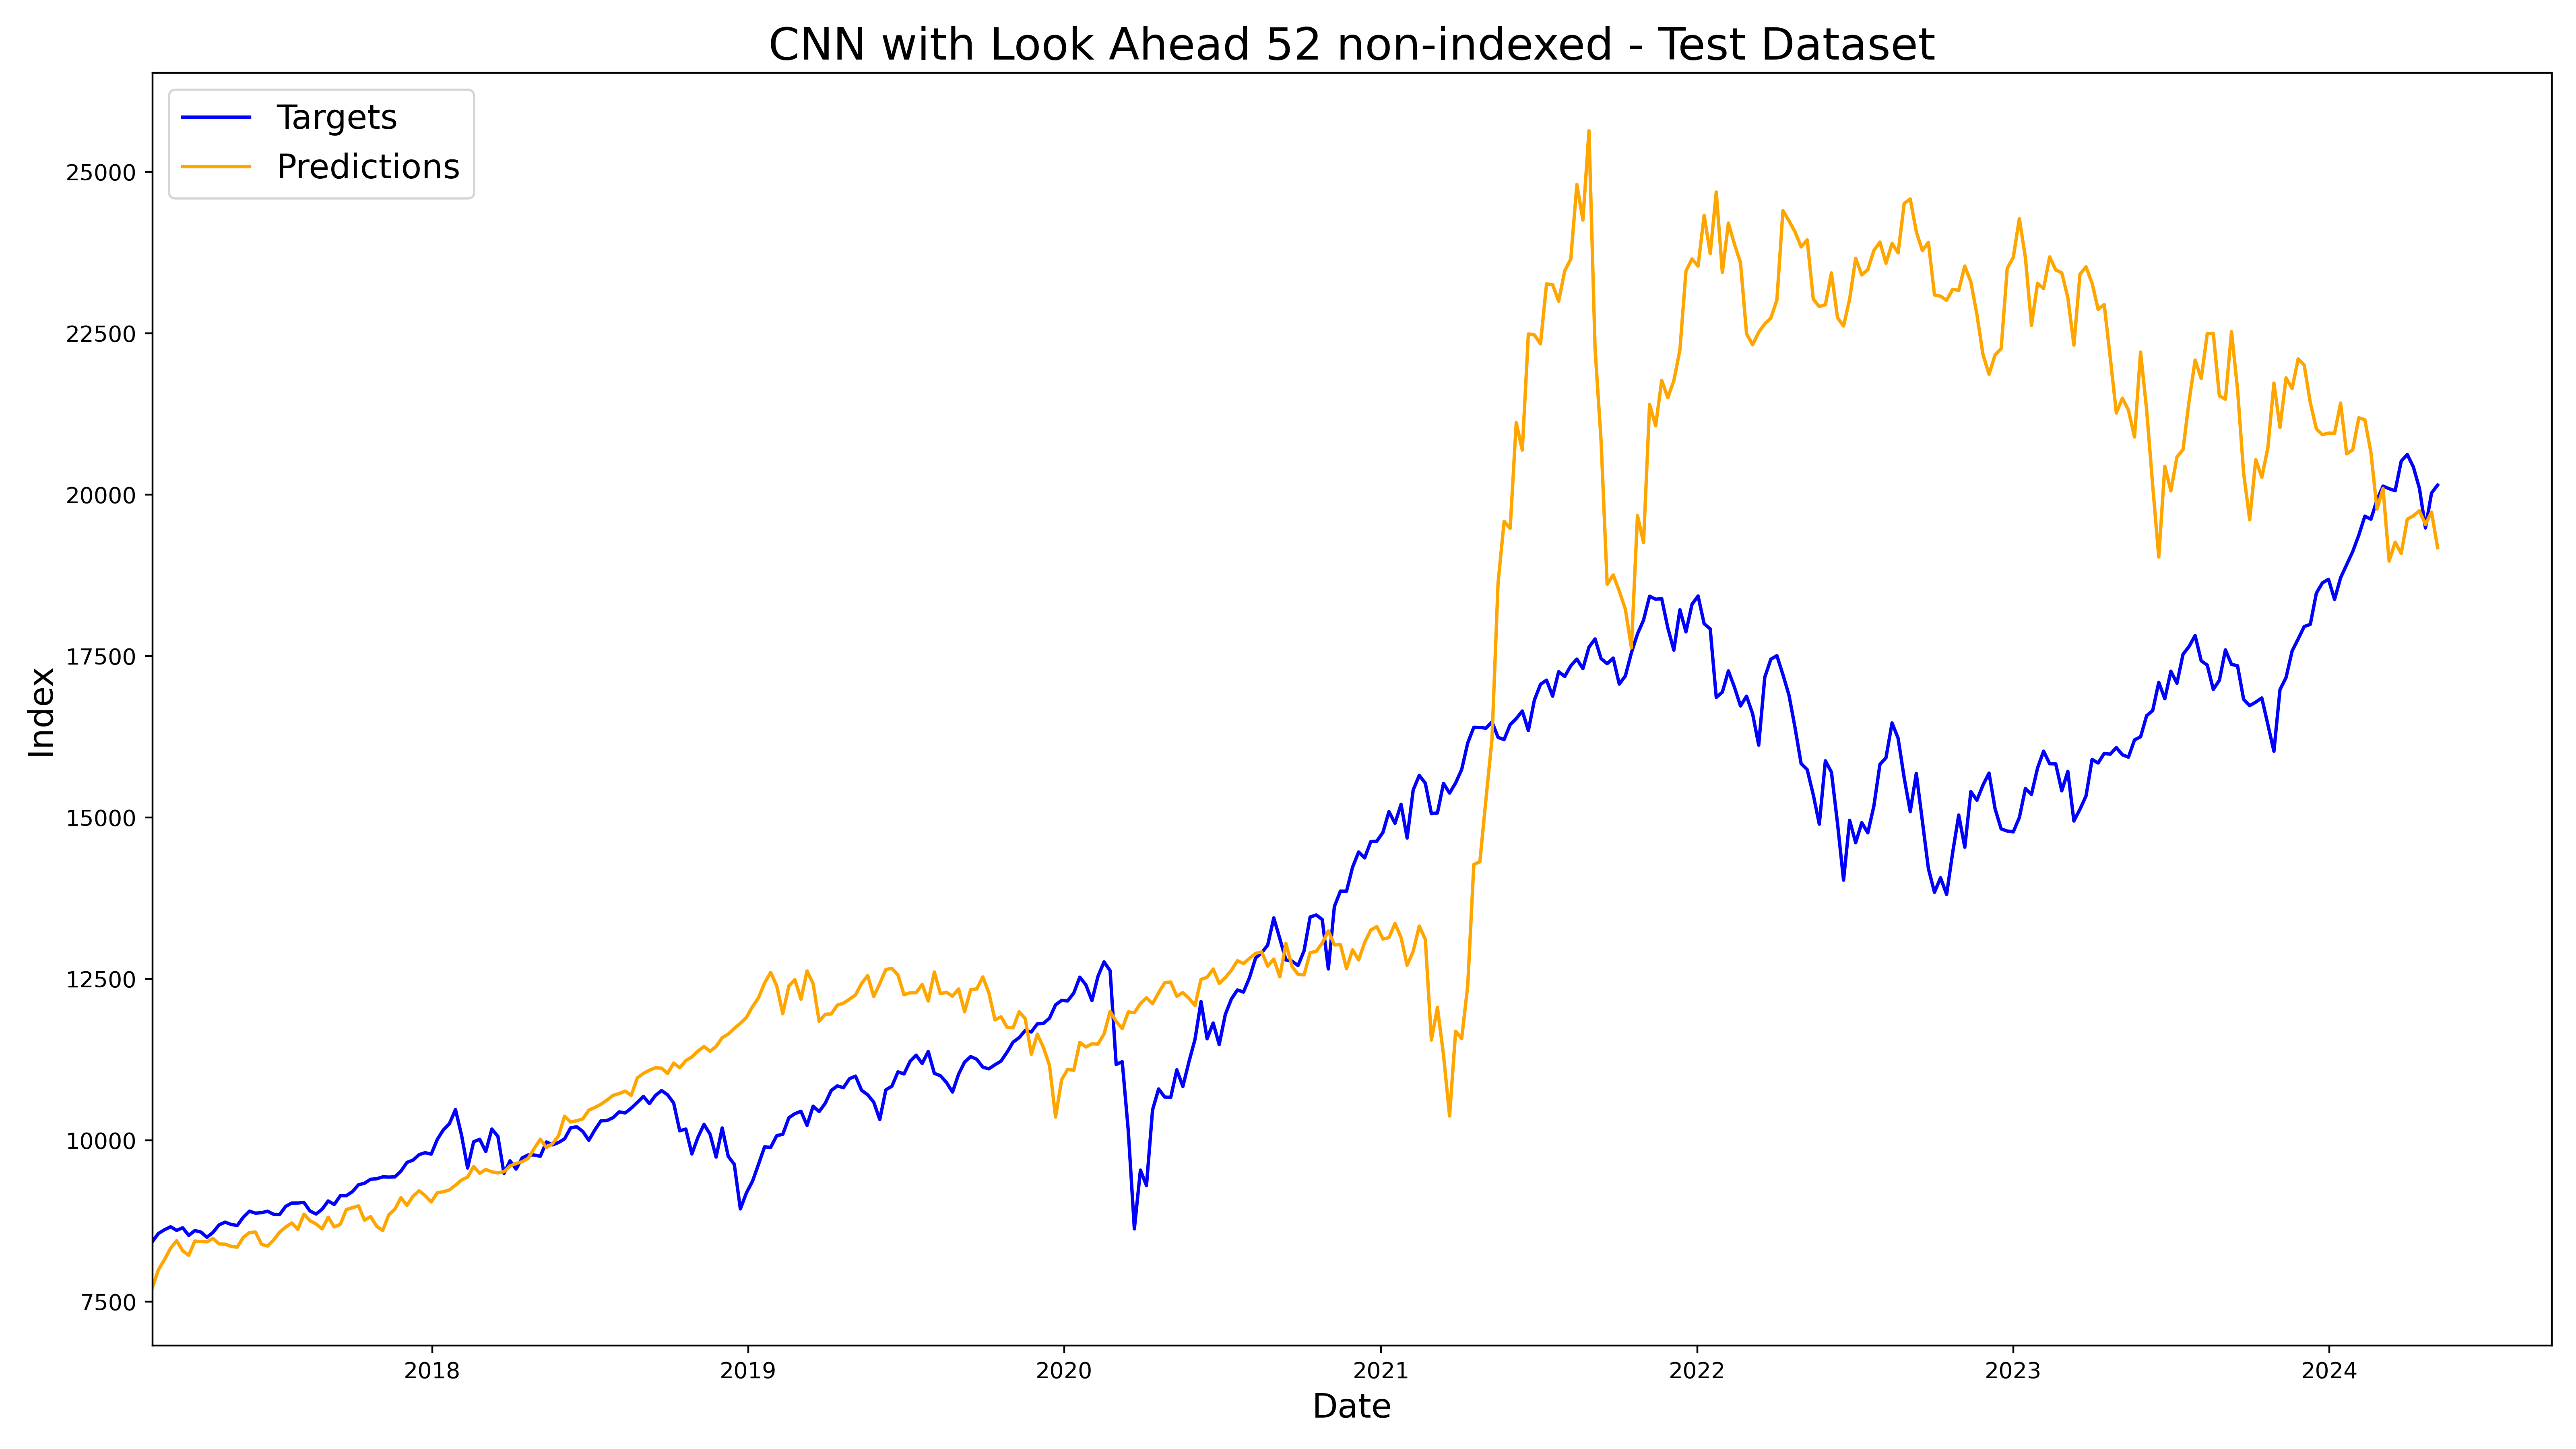 CNN with Look Ahead 52 non-indexed - Test Dataset
Targets
Predictions
25000
22500
20000
17500
15000
12500
10000
7500
Index
2018 2019 2020 2021 2022 2023 2024
Date